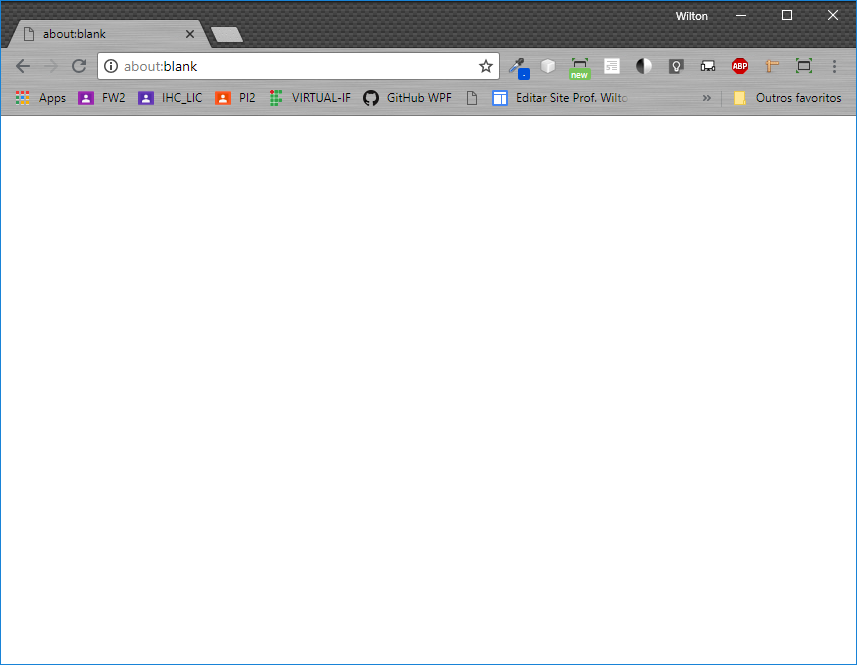 Wilton
about:blank
about:blank
new
ABP
Apps FW2 IHC_LIC PI2 VIRTUAL-IF GitHub WPF Editar Site Prof. Wilto » Outros favoritos